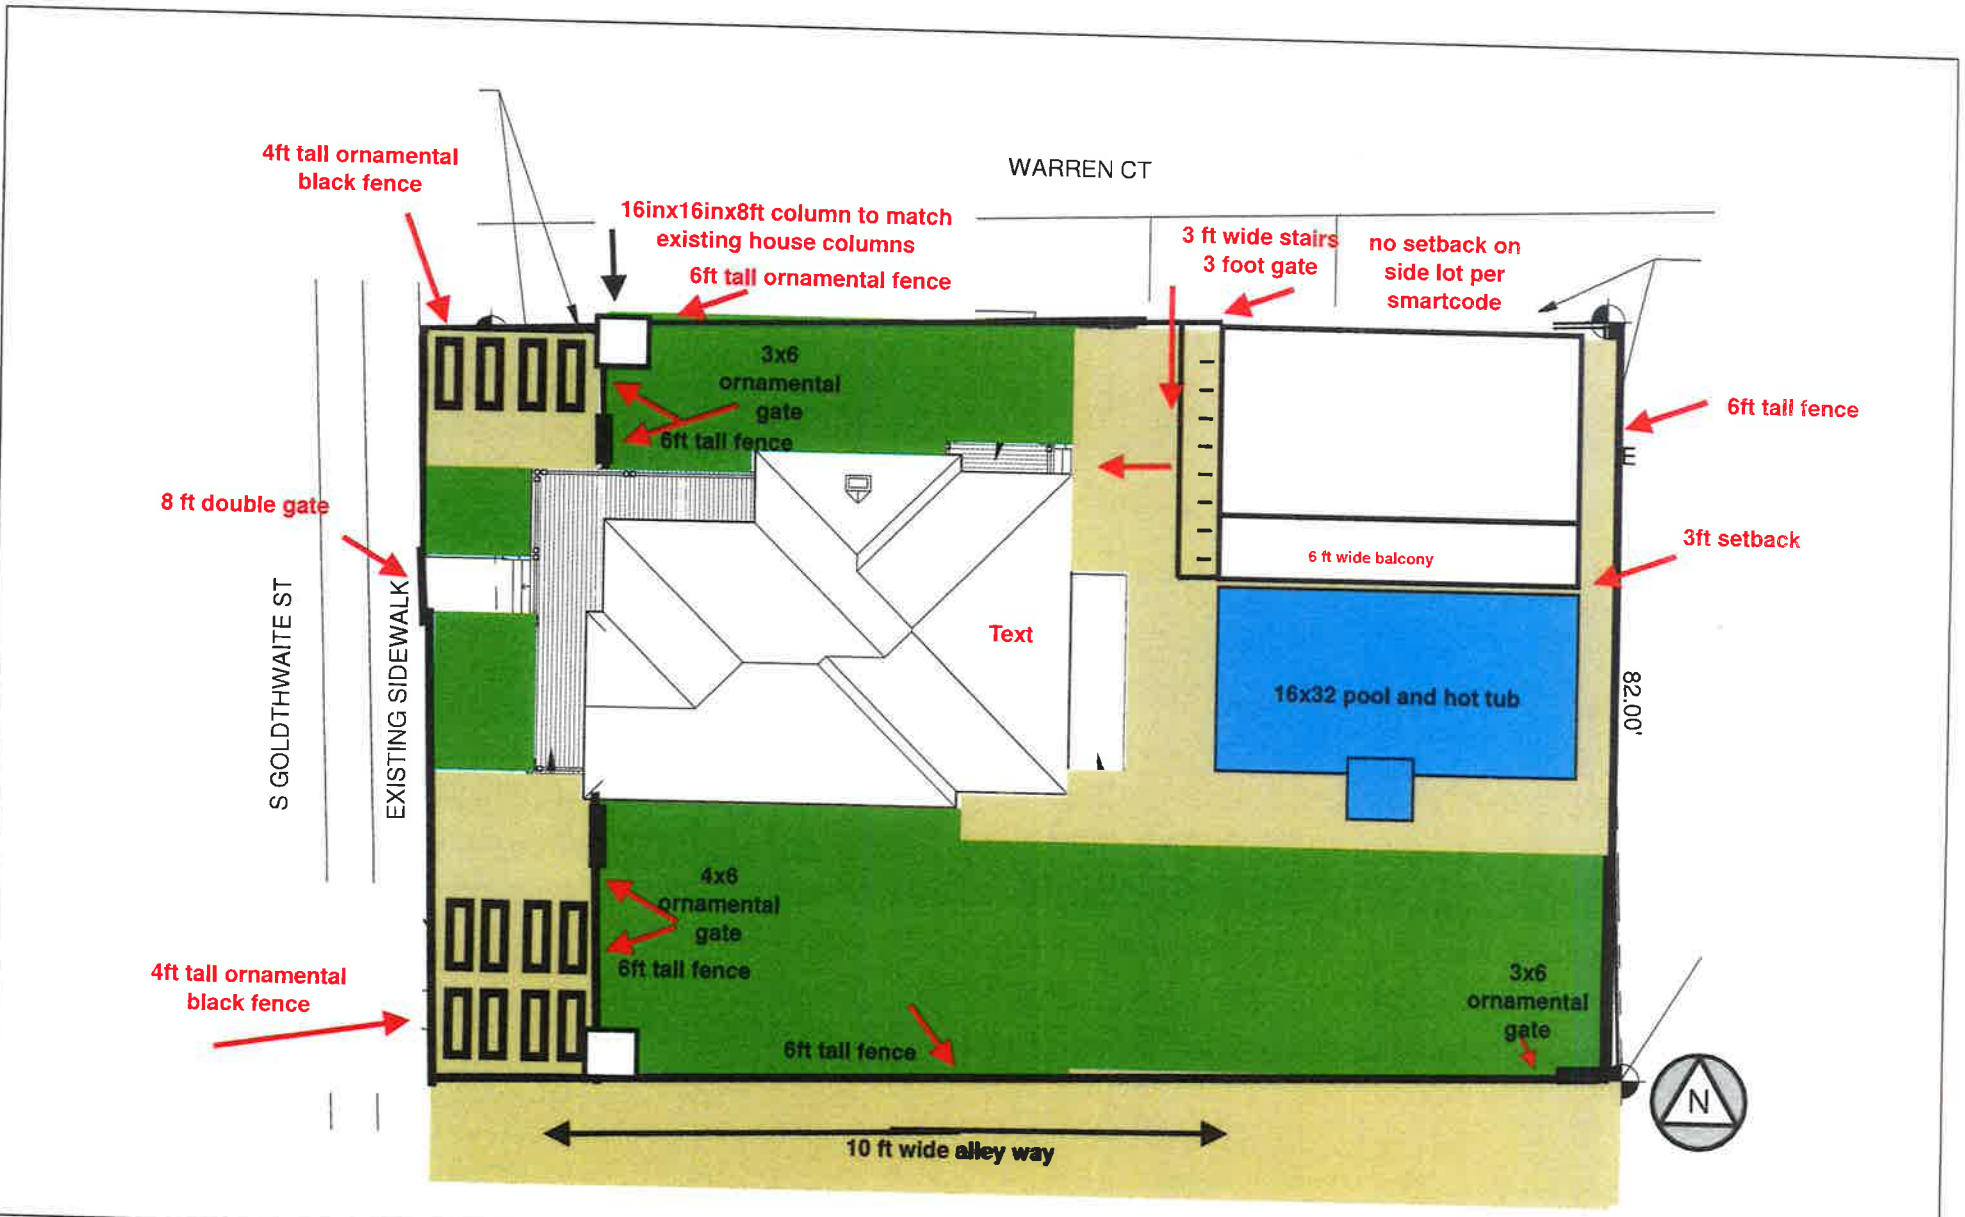 WARREN CT
4ft tall ornamental
black fence
16inx16inx8ft column to match
existing house columns
6ft tall ornamental fence
3 ft wide stairs
3 foot gate
no setback on
side lot per
smartcode
3x6
ornamental
gate
6ft tall fence
6ft tall fence
E
8 ft double gate
3ft setback
6 ft wide balcony
S GOLDTHWAITE ST
EXISTING SIDEWALK
Text
16x32 pool and hot tub
82.00'
4x6
ornamental
gate
6ft tall fence
4ft tall ornamental
black fence
3x6
ornamental
gate
6ft tall fence
N
10 ft wide alley way